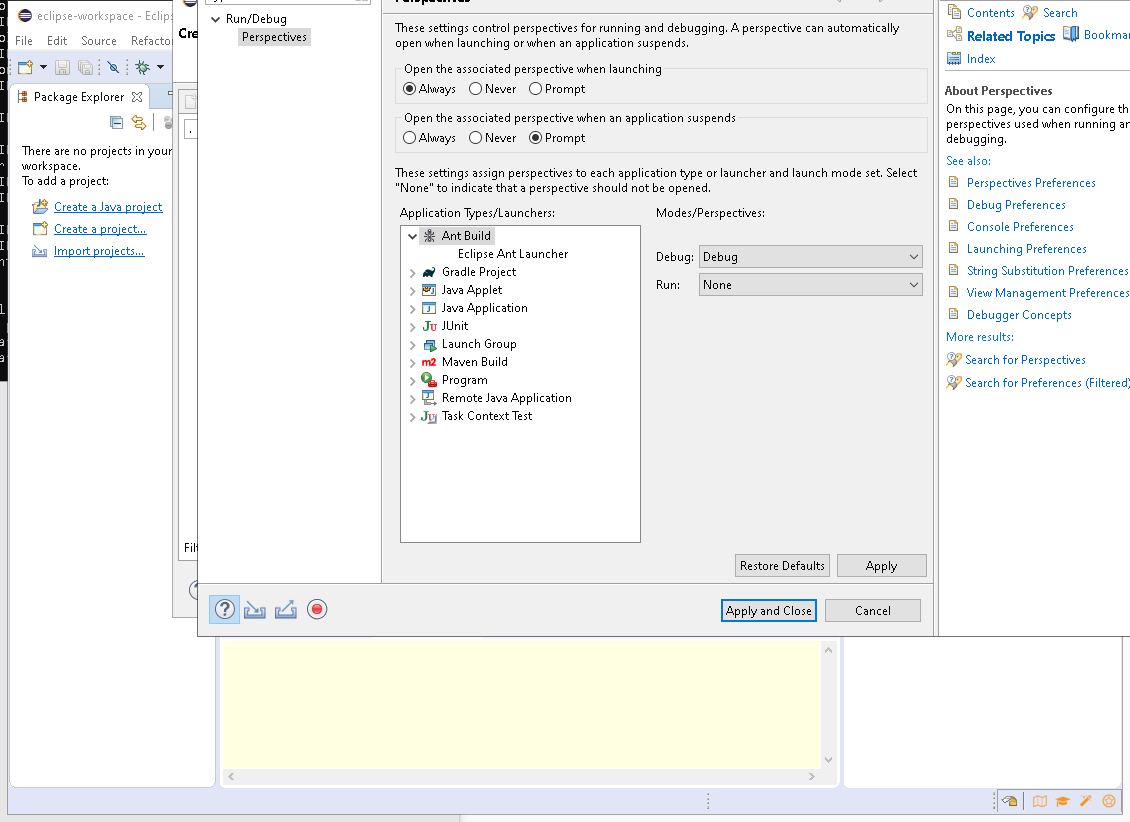 eclipse-workspace - Eclips
File Edit Source Refacto
Package Explorer
There are no projects in your
workspace.
To add a project:
Create a Java project
Create a project...
Import projects...
Cre
Filt
Run/Debug
Perspectives
These settings control perspectives for running and debugging. A perspective can automatically
open when launching or when an application suspends.
Open the associated perspective when launching
Always Never Prompt
Open the associated perspective when an application suspends
Always Never Prompt
These settings assign perspectives to each application type or launcher and launch mode set. Select
"None" to indicate that a perspective should not be opened.
Application Types/Launchers:
Modes/Perspectives:
Ant Build
Eclipse Ant Launcher
Gradle Project
Java Applet
Java Application
JUnit
Launch Group
Maven Build
Program
Remote Java Application
Task Context Test
Debug: Debug
Run: None
Restore Defaults Apply
Apply and Close Cancel
Contents Search
Related Topics Bookmar
Index
About Perspectives
On this page, you can configure th
perspectives used when running an
debugging.
See also:
Perspectives Preferences
Debug Preferences
Console Preferences
Launching Preferences
String Substitution Preferences
View Management Preferences
Debugger Concepts
More results:
Search for Perspectives
Search for Preferences (Filtered)